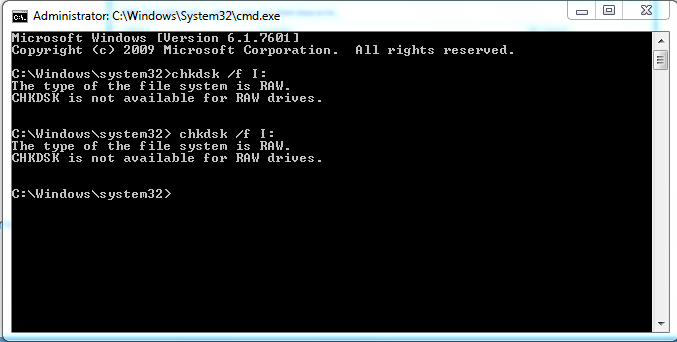 Administrator: C:\Windows\System32\cmd.exe
Microsoft Windows [Version 6.1.7601]
Copyright (c) 2009 Microsoft Corporation.  All rights reserved.
C:\Windows\system32>chkdsk /f I:
The type of the file system is RAW.
CHKDSK is not available for RAW drives.
C:\Windows\system32> chkdsk /f I:
The type of the file system is RAW.
CHKDSK is not available for RAW drives.
C:\Windows\system32>